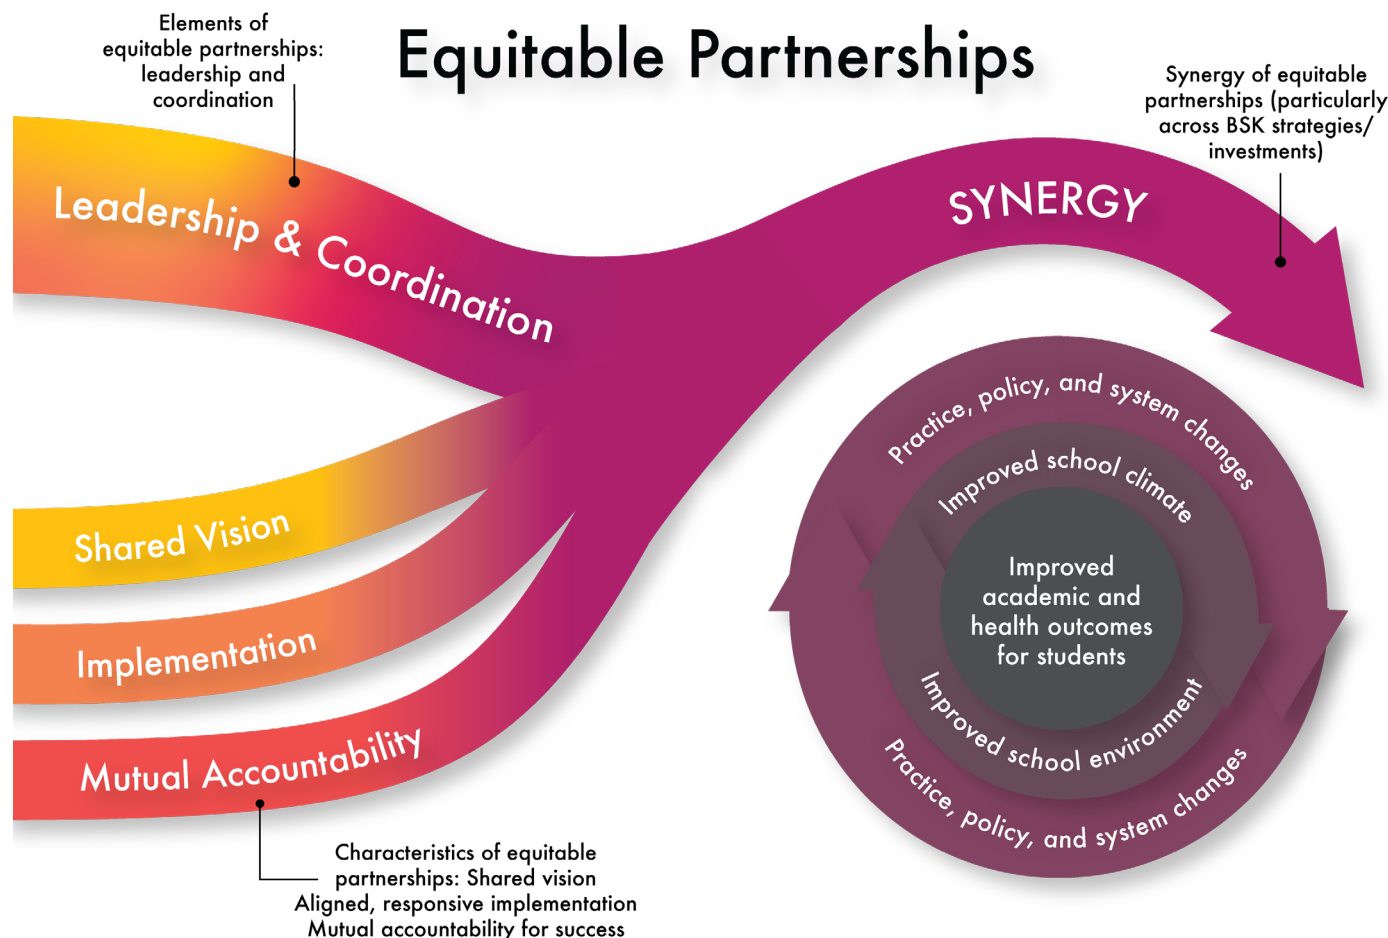 Equitable Partnerships
Elements of
equitable partnerships:
leadership and
coordination
Synergy of equitable
partnerships (particularly
across BSK strategies/
investments)
Leadership & Coordination
SYNERGY
Shared Vision
Implementation
Mutual Accountability
Characteristics of equitable
partnerships: Shared vision
Aligned, responsive implementation
Mutual accountability for success
Practice, policy, and system changes
Improved school climate
Improved
academic and
health outcomes
for students
Improved school environment
Practice, policy, and system changes